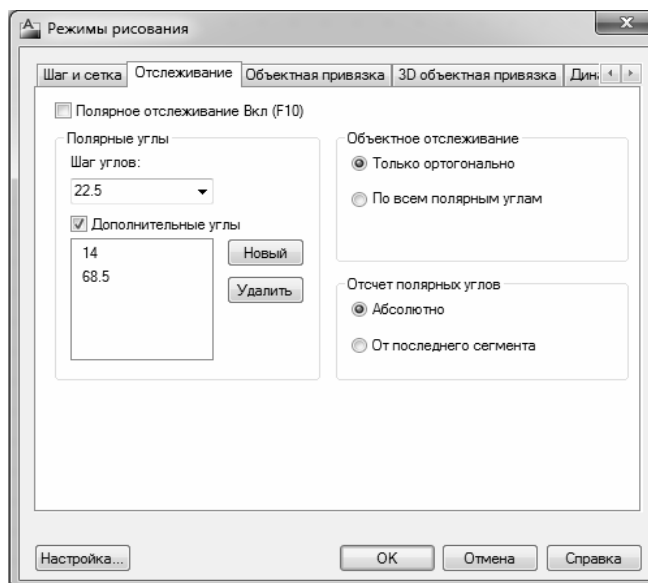 Режимы рисования
Шаг и сетка
Отслеживание
Объектная привязка
3D объектная привязка
Дин
Полярное отслеживание Вкл (F10)
Полярные углы
Шаг углов:
22.5
Дополнительные углы
14
68.5
Новый
Удалить
Объектное отслеживание
Только ортогонально
По всем полярным углам
Отсчет полярных углов
Абсолютно
От последнего сегмента
Настройка...
OK
Отмена
Справка